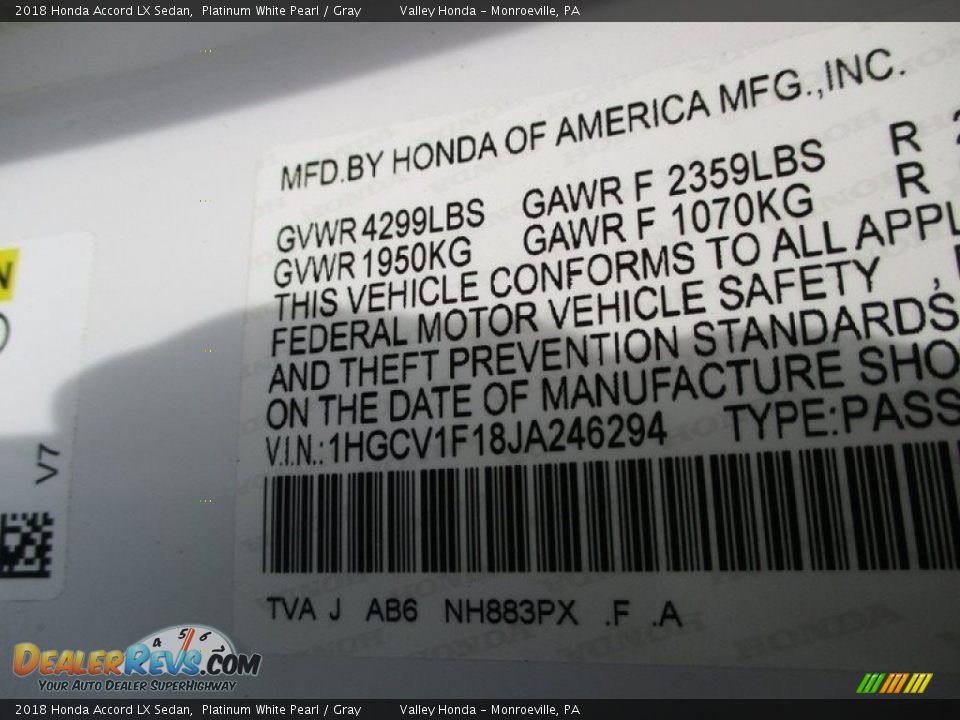 2018 Honda Accord LX Sedan, Platinum White Pearl / Gray Valley Honda - Monroeville, PA
MFD.BY HONDA OF AMERICA MFG.,INC.
GVWR 4299LBS GAWR F 2359LBS R
GVWR 1950KG GAWR F 1070KG R
THIS VEHICLE CONFORMS TO ALL APPL
FEDERAL MOTOR VEHICLE SAFETY ,
AND THEFT PREVENTION STANDARDS
ON THE DATE OF MANUFACTURE SHO
V.I.N.:1HGCV1F18JA246294 TYPE:PASS
TVA J AB6 NH883PX .F .A
N
V7
4 5 6
DEALERREVS.COM
YOUR AUTO DEALER SUPERHIGHWAY
2018 Honda Accord LX Sedan, Platinum White Pearl / Gray Valley Honda - Monroeville, PA